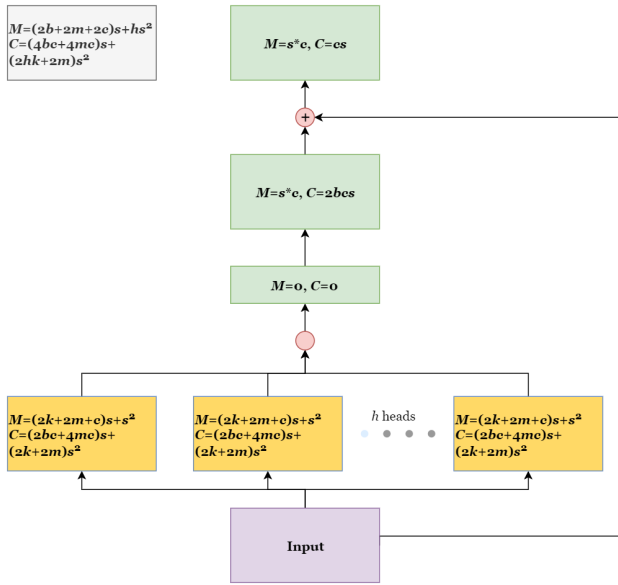 M=(2b+2m+2c)s+hs²
C=(4bc+4mc)s+
(2hk+2m)s²
M=s*c, C=cs
+
M=s*c, C=2bcs
M=0, C=0
M=(2k+2m+c)s+s²
C=(2bc+4mc)s+
(2k+2m)s²
M=(2k+2m+c)s+s²
C=(2bc+4mc)s+
(2k+2m)s²
h heads
M=(2k+2m+c)s+s²
C=(2bc+4mc)s+
(2k+2m)s²
Input